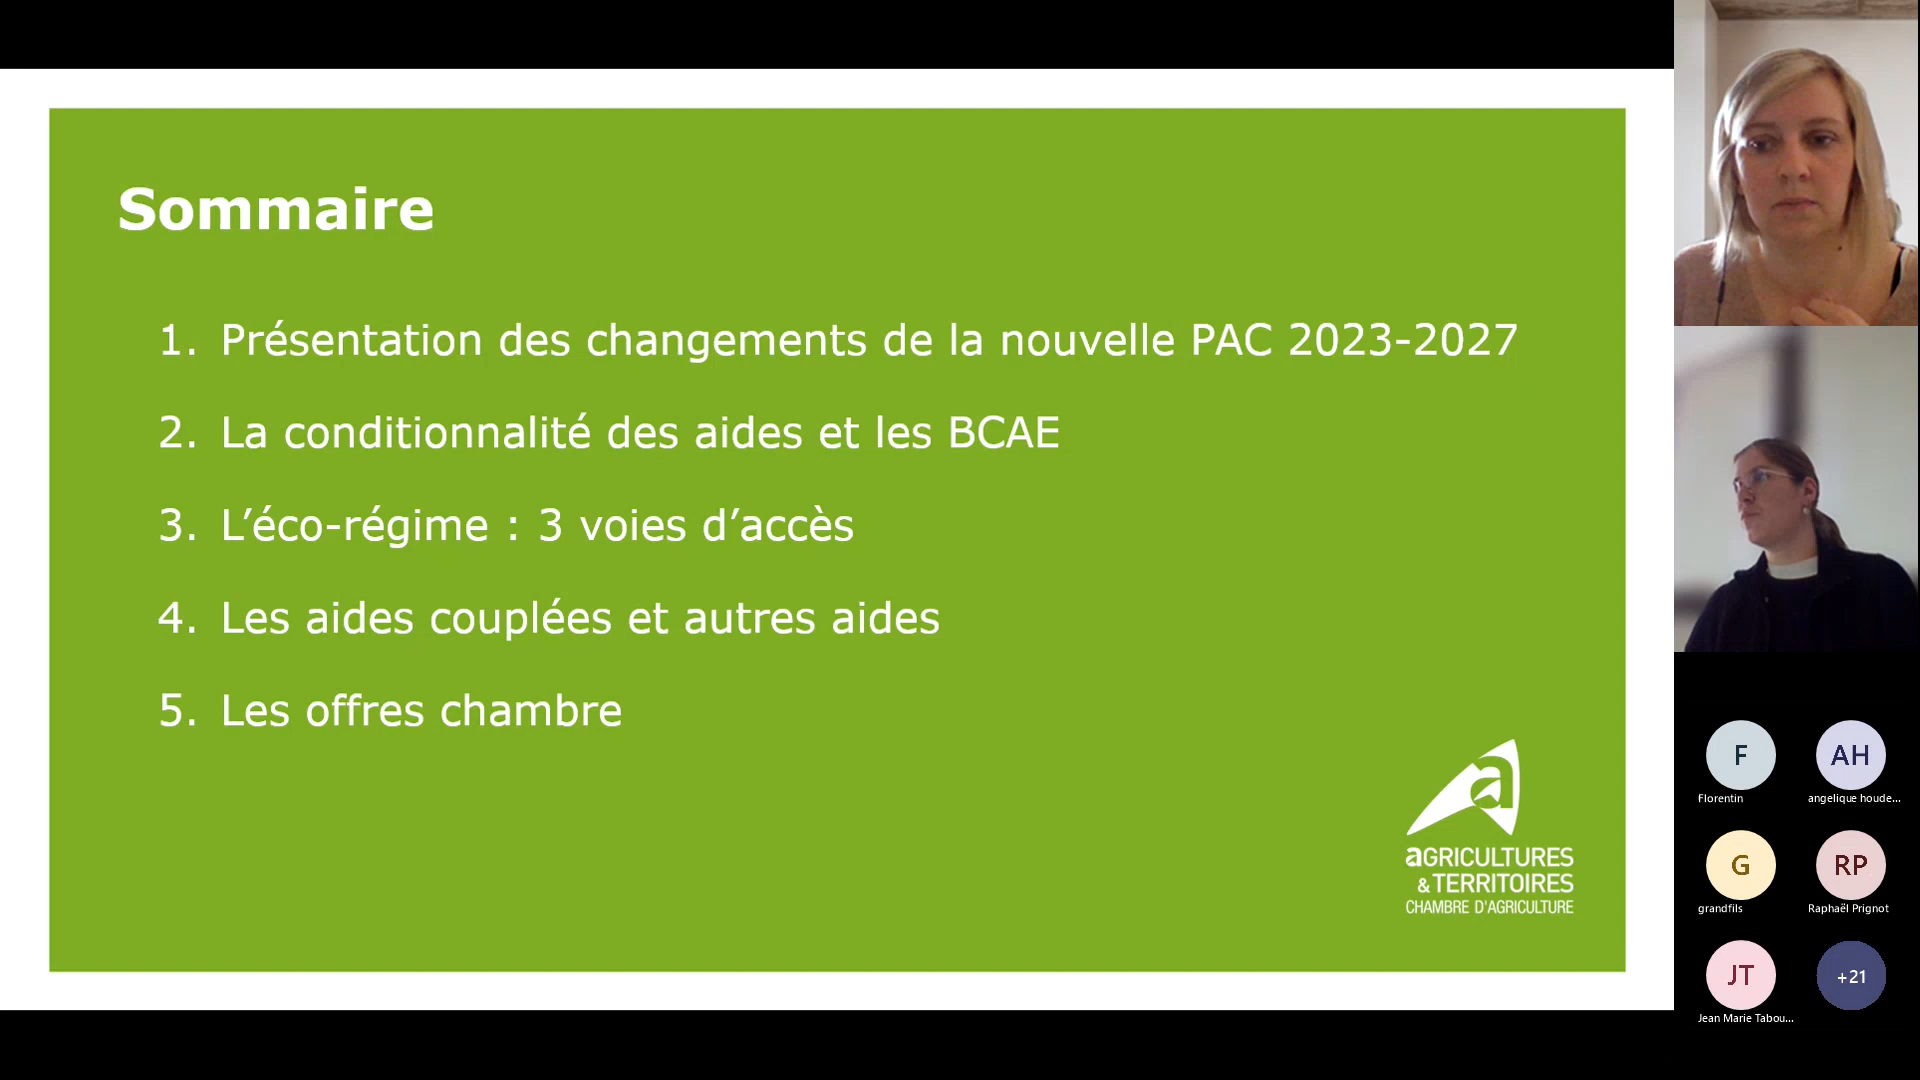 Sommaire
1. Présentation des changements de la nouvelle PAC 2023-2027
2. La conditionnalité des aides et les BCAE
3. L’éco-régime : 3 voies d’accès
4. Les aides couplées et autres aides
5. Les offres chambre
aGRICULTURES
& TERRITOIRES
CHAMBRE D'AGRICULTURE
F
AH
Florentin
angelique houde...
G
RP
grandfils
Raphaël Prignot
JT
+21
Jean Marie Tabou...